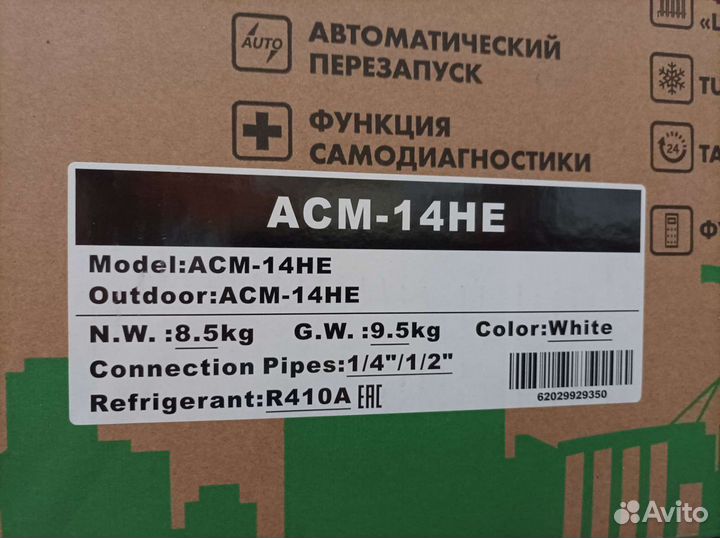 AUTO
АВТОМАТИЧЕСКИЙ
ПЕРЕЗАПУСК
ФУНКЦИЯ
САМОДИАГНОСТИКИ
24
ACM-14HE
Model:ACM-14HE
Outdoor:ACM-14HE
N.W. :8.5kg G.W. :9.5kg Color:White
Connection Pipes:1/4"/1/2"
Refrigerant:R410A EAC
62029929350
Avito